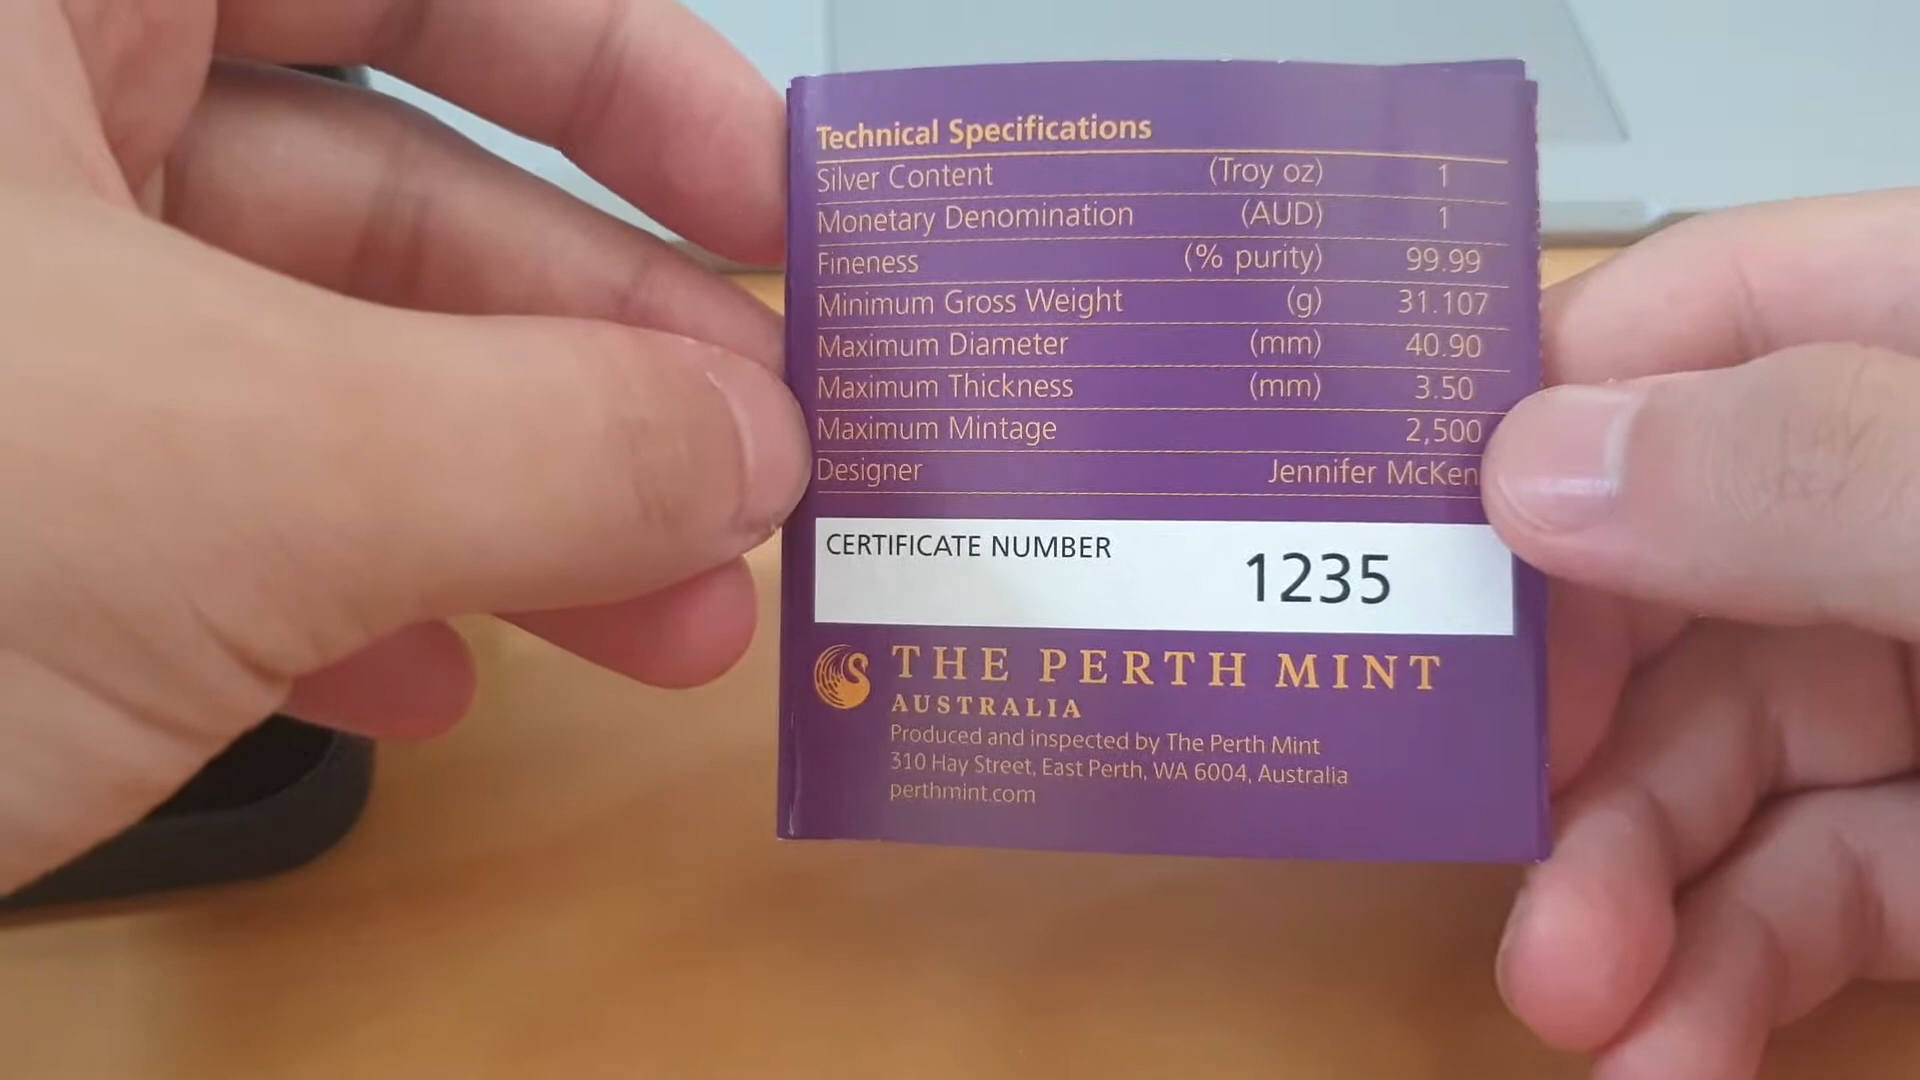 Technical Specifications
Silver Content (Troy oz) 1
Monetary Denomination (AUD) 1
Fineness (% purity) 99.99
Minimum Gross Weight (g) 31.107
Maximum Diameter (mm) 40.90
Maximum Thickness (mm) 3.50
Maximum Mintage 2,500
Designer Jennifer McKen
CERTIFICATE NUMBER 1235
THE PERTH MINT
AUSTRALIA
Produced and inspected by The Perth Mint
310 Hay Street, East Perth, WA 6004, Australia
perthmint.com